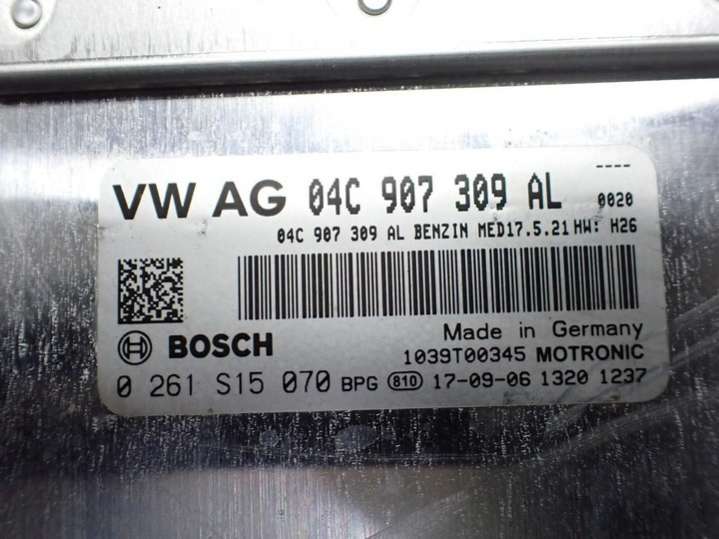 ----
VW AG 04C 907 309 AL 0020
04C 907 309 AL BENZIN MED17.5.21 HW: H26
BOSCH
Made in Germany
1039T00345 MOTRONIC
0 261 S15 070 BPG 810 17-09-06 1320 1237